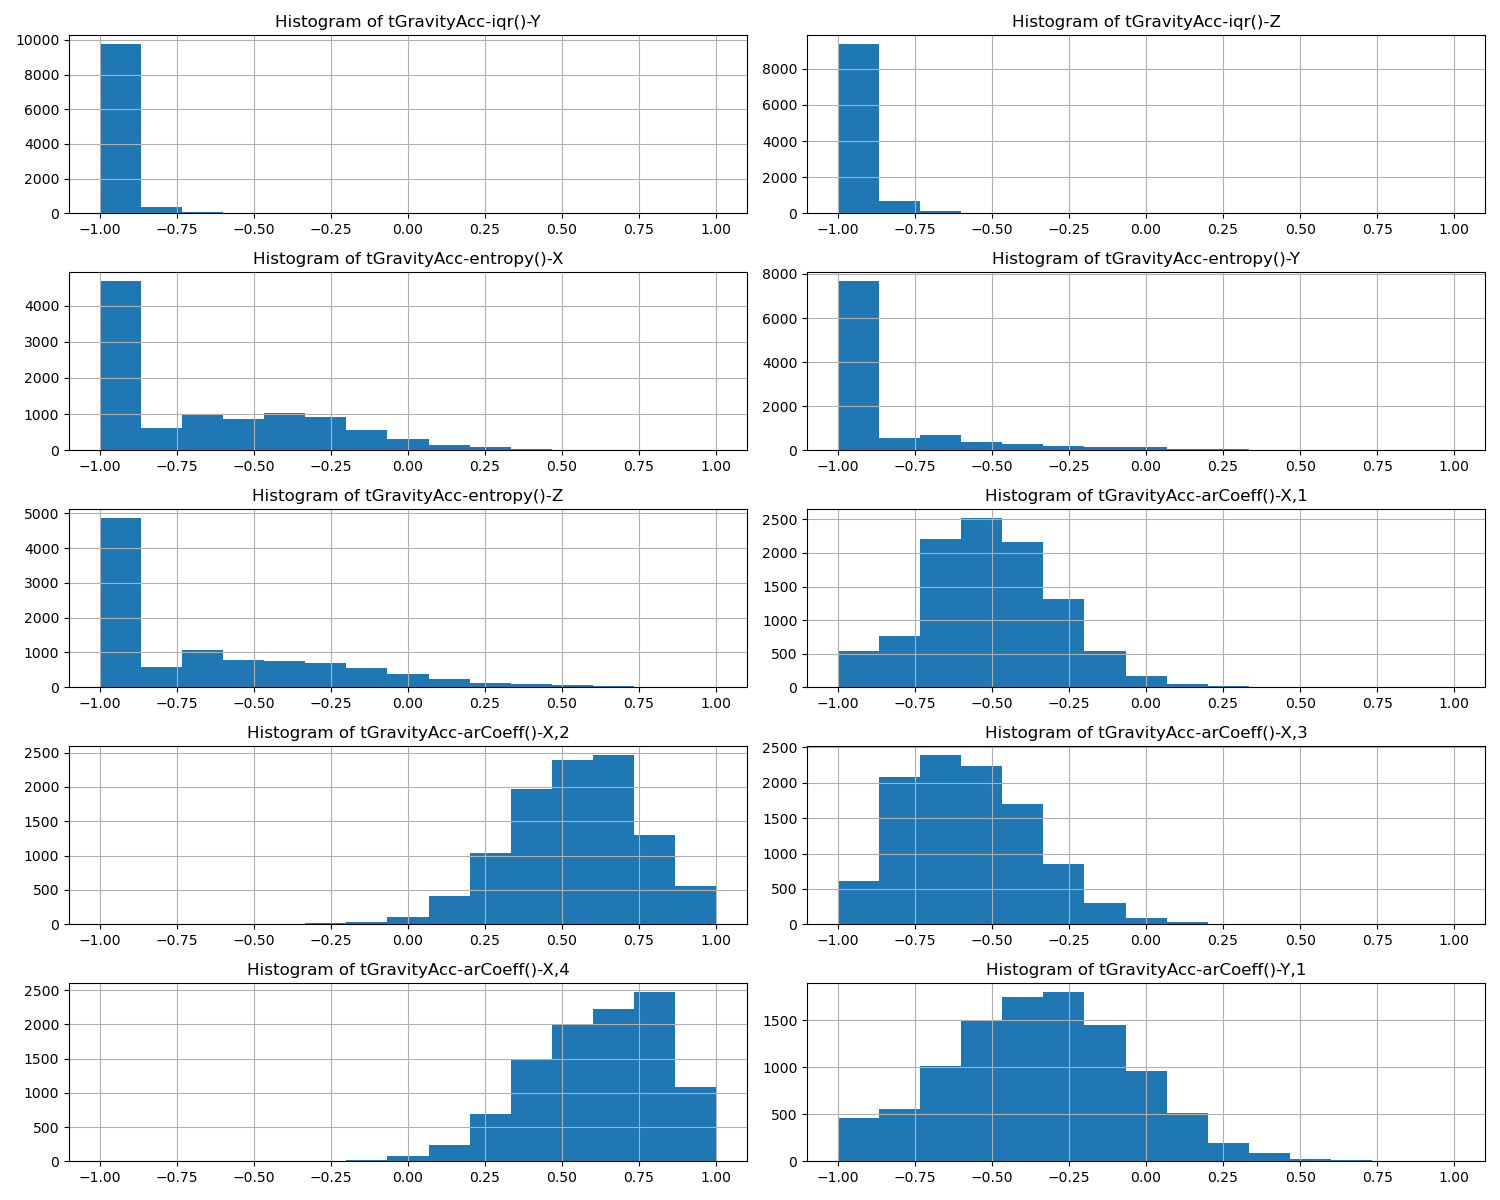 Histogram of tGravityAcc-iqr()-Y
10000
8000
6000
4000
2000
0
−1.00 −0.75 −0.50 −0.25 0.00 0.25 0.50 0.75 1.00
Histogram of tGravityAcc-iqr()-Z
8000
6000
4000
2000
0
−1.00 −0.75 −0.50 −0.25 0.00 0.25 0.50 0.75 1.00
Histogram of tGravityAcc-entropy()-X
4000
3000
2000
1000
0
−1.00 −0.75 −0.50 −0.25 0.00 0.25 0.50 0.75 1.00
Histogram of tGravityAcc-entropy()-Y
8000
6000
4000
2000
0
−1.00 −0.75 −0.50 −0.25 0.00 0.25 0.50 0.75 1.00
Histogram of tGravityAcc-entropy()-Z
5000
4000
3000
2000
1000
0
−1.00 −0.75 −0.50 −0.25 0.00 0.25 0.50 0.75 1.00
Histogram of tGravityAcc-arCoeff()-X,1
2500
2000
1500
1000
500
0
−1.00 −0.75 −0.50 −0.25 0.00 0.25 0.50 0.75 1.00
Histogram of tGravityAcc-arCoeff()-X,2
2500
2000
1500
1000
500
0
−1.00 −0.75 −0.50 −0.25 0.00 0.25 0.50 0.75 1.00
Histogram of tGravityAcc-arCoeff()-X,3
2500
2000
1500
1000
500
0
−1.00 −0.75 −0.50 −0.25 0.00 0.25 0.50 0.75 1.00
Histogram of tGravityAcc-arCoeff()-X,4
2500
2000
1500
1000
500
0
−1.00 −0.75 −0.50 −0.25 0.00 0.25 0.50 0.75 1.00
Histogram of tGravityAcc-arCoeff()-Y,1
1500
1000
500
0
−1.00 −0.75 −0.50 −0.25 0.00 0.25 0.50 0.75 1.00